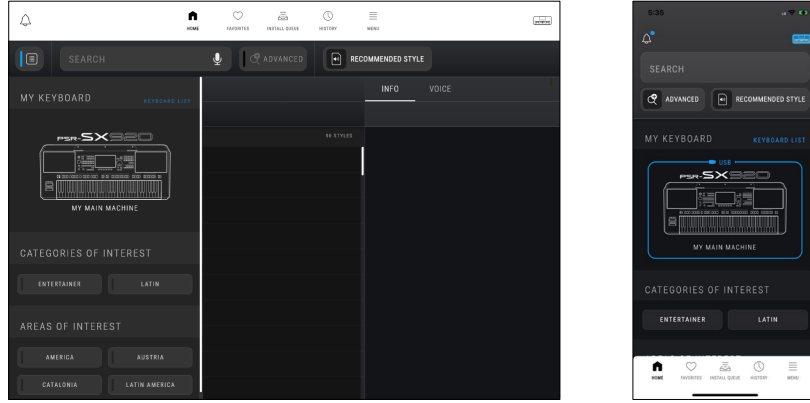 HOME
FAVORITES
INSTALL QUEUE
HISTORY
MENU
SEARCH
ADVANCED
RECOMMENDED STYLE
MY KEYBOARD
KEYBOARD LIST
PSR-SX920
MY MAIN MACHINE
CATEGORIES OF INTEREST
ENTERTAINER
LATIN
AREAS OF INTEREST
AMERICA
AUSTRIA
CATALONIA
LATIN AMERICA
INFO
VOICE
5:35
SEARCH
ADVANCED
RECOMMENDED STYLE
MY KEYBOARD
KEYBOARD LIST
USB
PSR-SX920
MY MAIN MACHINE
CATEGORIES OF INTEREST
ENTERTAINER
LATIN
HOME
FAVORITES
INSTALL QUEUE
HISTORY
MENU